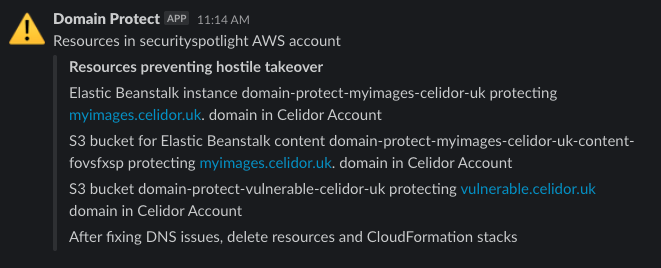 Domain Protect APP 11:14 AM
Resources in securityspotlight AWS account
Resources preventing hostile takeover
Elastic Beanstalk instance domain-protect-myimages-celidor-uk protecting
myimages.celidor.uk. domain in Celidor Account
S3 bucket for Elastic Beanstalk content domain-protect-myimages-celidor-uk-content-
fovsfxsp protecting myimages.celidor.uk. domain in Celidor Account
S3 bucket domain-protect-vulnerable-celidor-uk protecting vulnerable.celidor.uk
domain in Celidor Account
After fixing DNS issues, delete resources and CloudFormation stacks